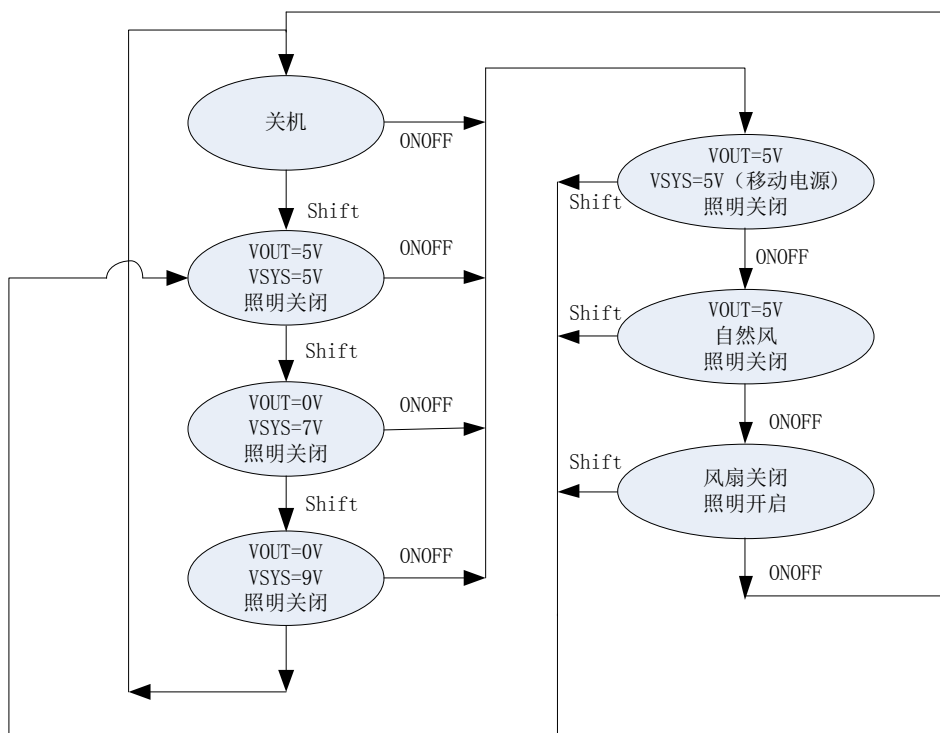 关机
ONOFF
Shift
VOUT=5V
VSYS=5V
照明关闭
ONOFF
Shift
VOUT=0V
VSYS=7V
照明关闭
ONOFF
Shift
VOUT=0V
VSYS=9V
照明关闭
ONOFF
VOUT=5V
VSYS=5V（移动电源）
照明关闭
Shift
ONOFF
VOUT=5V
自然风
照明关闭
Shift
ONOFF
风扇关闭
照明开启
Shift
ONOFF